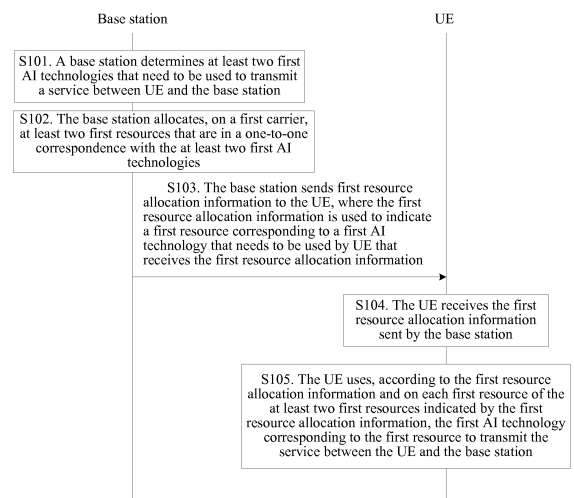 Base station
UE
S101. A base station determines at least two first
AI technologies that need to be used to transmit
a service between UE and the base station
S102. The base station allocates, on a first carrier,
at least two first resources that are in a one-to-one
correspondence with the at least two first AI
technologies
S103. The base station sends first resource
allocation information to the UE, where the first
resource allocation information is used to indicate
a first resource corresponding to a first AI
technology that needs to be used by UE that
receives the first resource allocation information
S104. The UE receives the first
resource allocation information
sent by the base station
S105. The UE uses, according to the first resource
allocation information and on each first resource of the
at least two first resources indicated by the first
resource allocation information, the first AI technology
corresponding to the first resource to transmit the
service between the UE and the base station